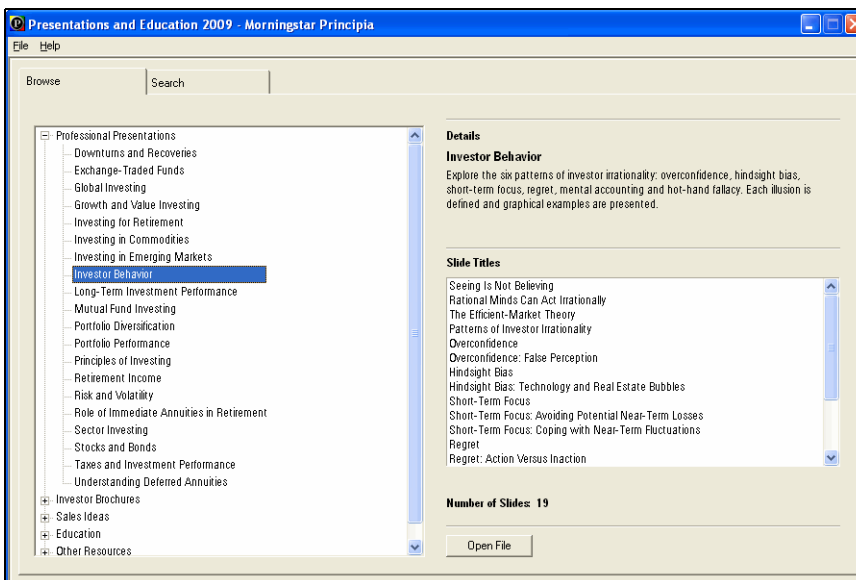 Presentations and Education 2009 - Morningstar Principia
File Help
Browse
Search
Professional Presentations
Downturns and Recoveries
Exchange-Traded Funds
Global Investing
Growth and Value Investing
Investing for Retirement
Investing in Commodities
Investing in Emerging Markets
Investor Behavior
Long-Term Investment Performance
Mutual Fund Investing
Portfolio Diversification
Portfolio Performance
Principles of Investing
Retirement Income
Risk and Volatility
Role of Immediate Annuities in Retirement
Sector Investing
Stocks and Bonds
Taxes and Investment Performance
Understanding Deferred Annuities
Investor Brochures
Sales Ideas
Education
Other Resources
Details
Investor Behavior
Explore the six patterns of investor irrationality: overconfidence, hindsight bias,
short-term focus, regret, mental accounting and hot-hand fallacy. Each illusion is
defined and graphical examples are presented.
Slide Titles
Seeing Is Not Believing
Rational Minds Can Act Irrationally
The Efficient-Market Theory
Patterns of Investor Irrationality
Overconfidence
Overconfidence: False Perception
Hindsight Bias
Hindsight Bias: Technology and Real Estate Bubbles
Short-Term Focus
Short-Term Focus: Avoiding Potential Near-Term Losses
Short-Term Focus: Coping with Near-Term Fluctuations
Regret
Regret: Action Versus Inaction
Number of Slides: 19
Open File